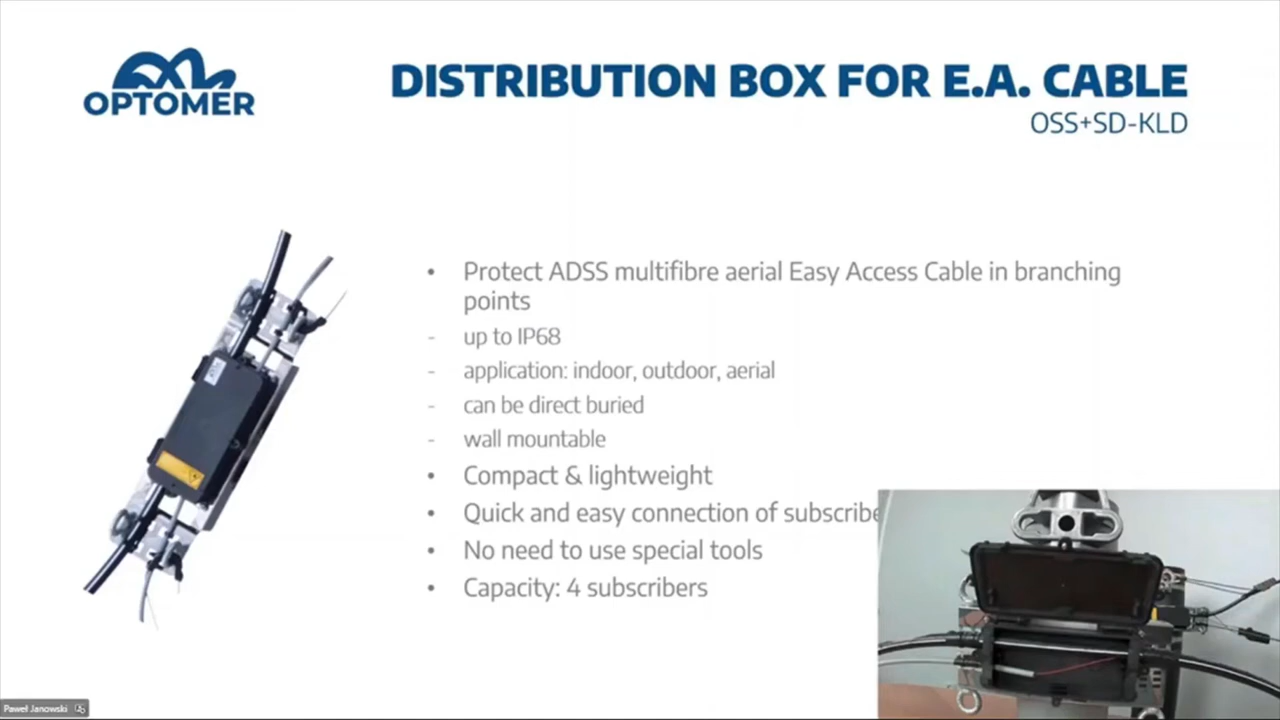 OPTOMER
DISTRIBUTION BOX FOR E.A. CABLE
OSS+SD-KLD
• Protect ADSS multifibre aerial Easy Access Cable in branching
points
- up to IP68
- application: indoor, outdoor, aerial
- can be direct buried
- wall mountable
• Compact & lightweight
• Quick and easy connection of subscribe
• No need to use special tools
• Capacity: 4 subscribers
Paweł Janowski